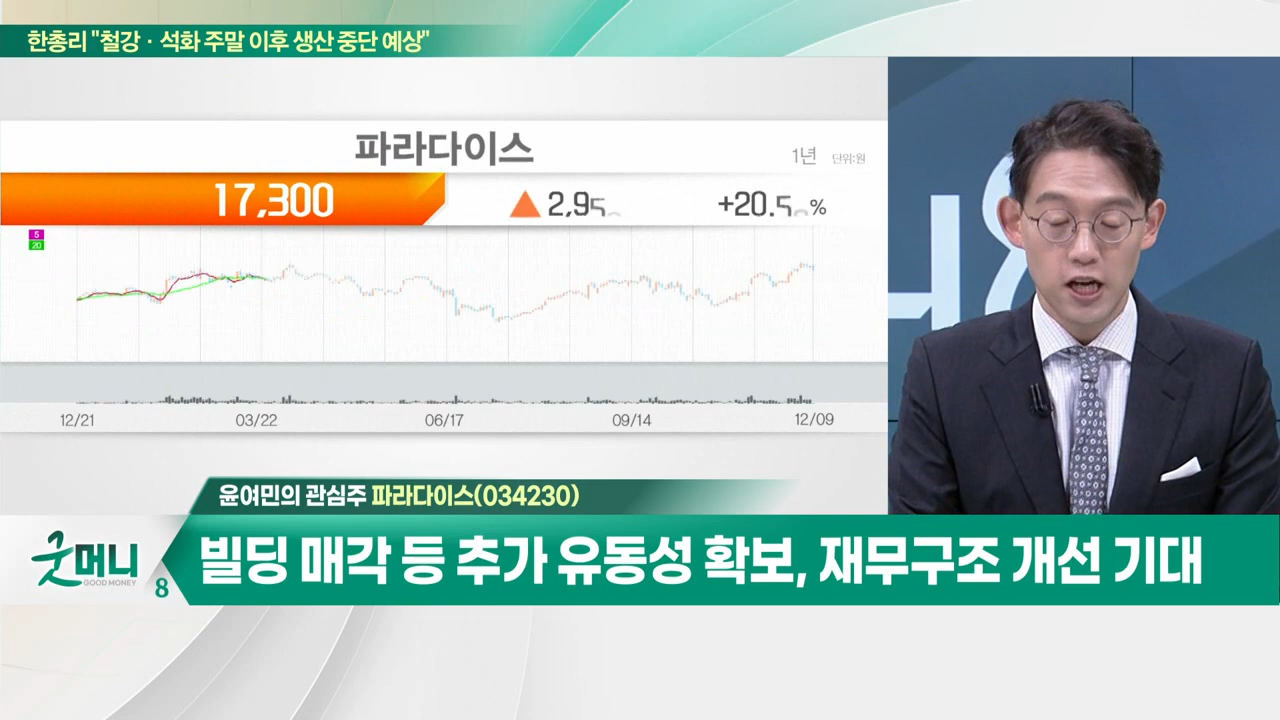 한총리 "철강 · 석화 주말 이후 생산 중단 예상"
파라다이스
1년 단위:원
17,300 ▲ 2,95 +20.5 %
5
20
12/21 03/22 06/17 09/14 12/09
윤여민의 관심주 파라다이스(034230)
빌딩 매각 등 추가 유동성 확보, 재무구조 개선 기대
굿머니
GOOD MONEY
8